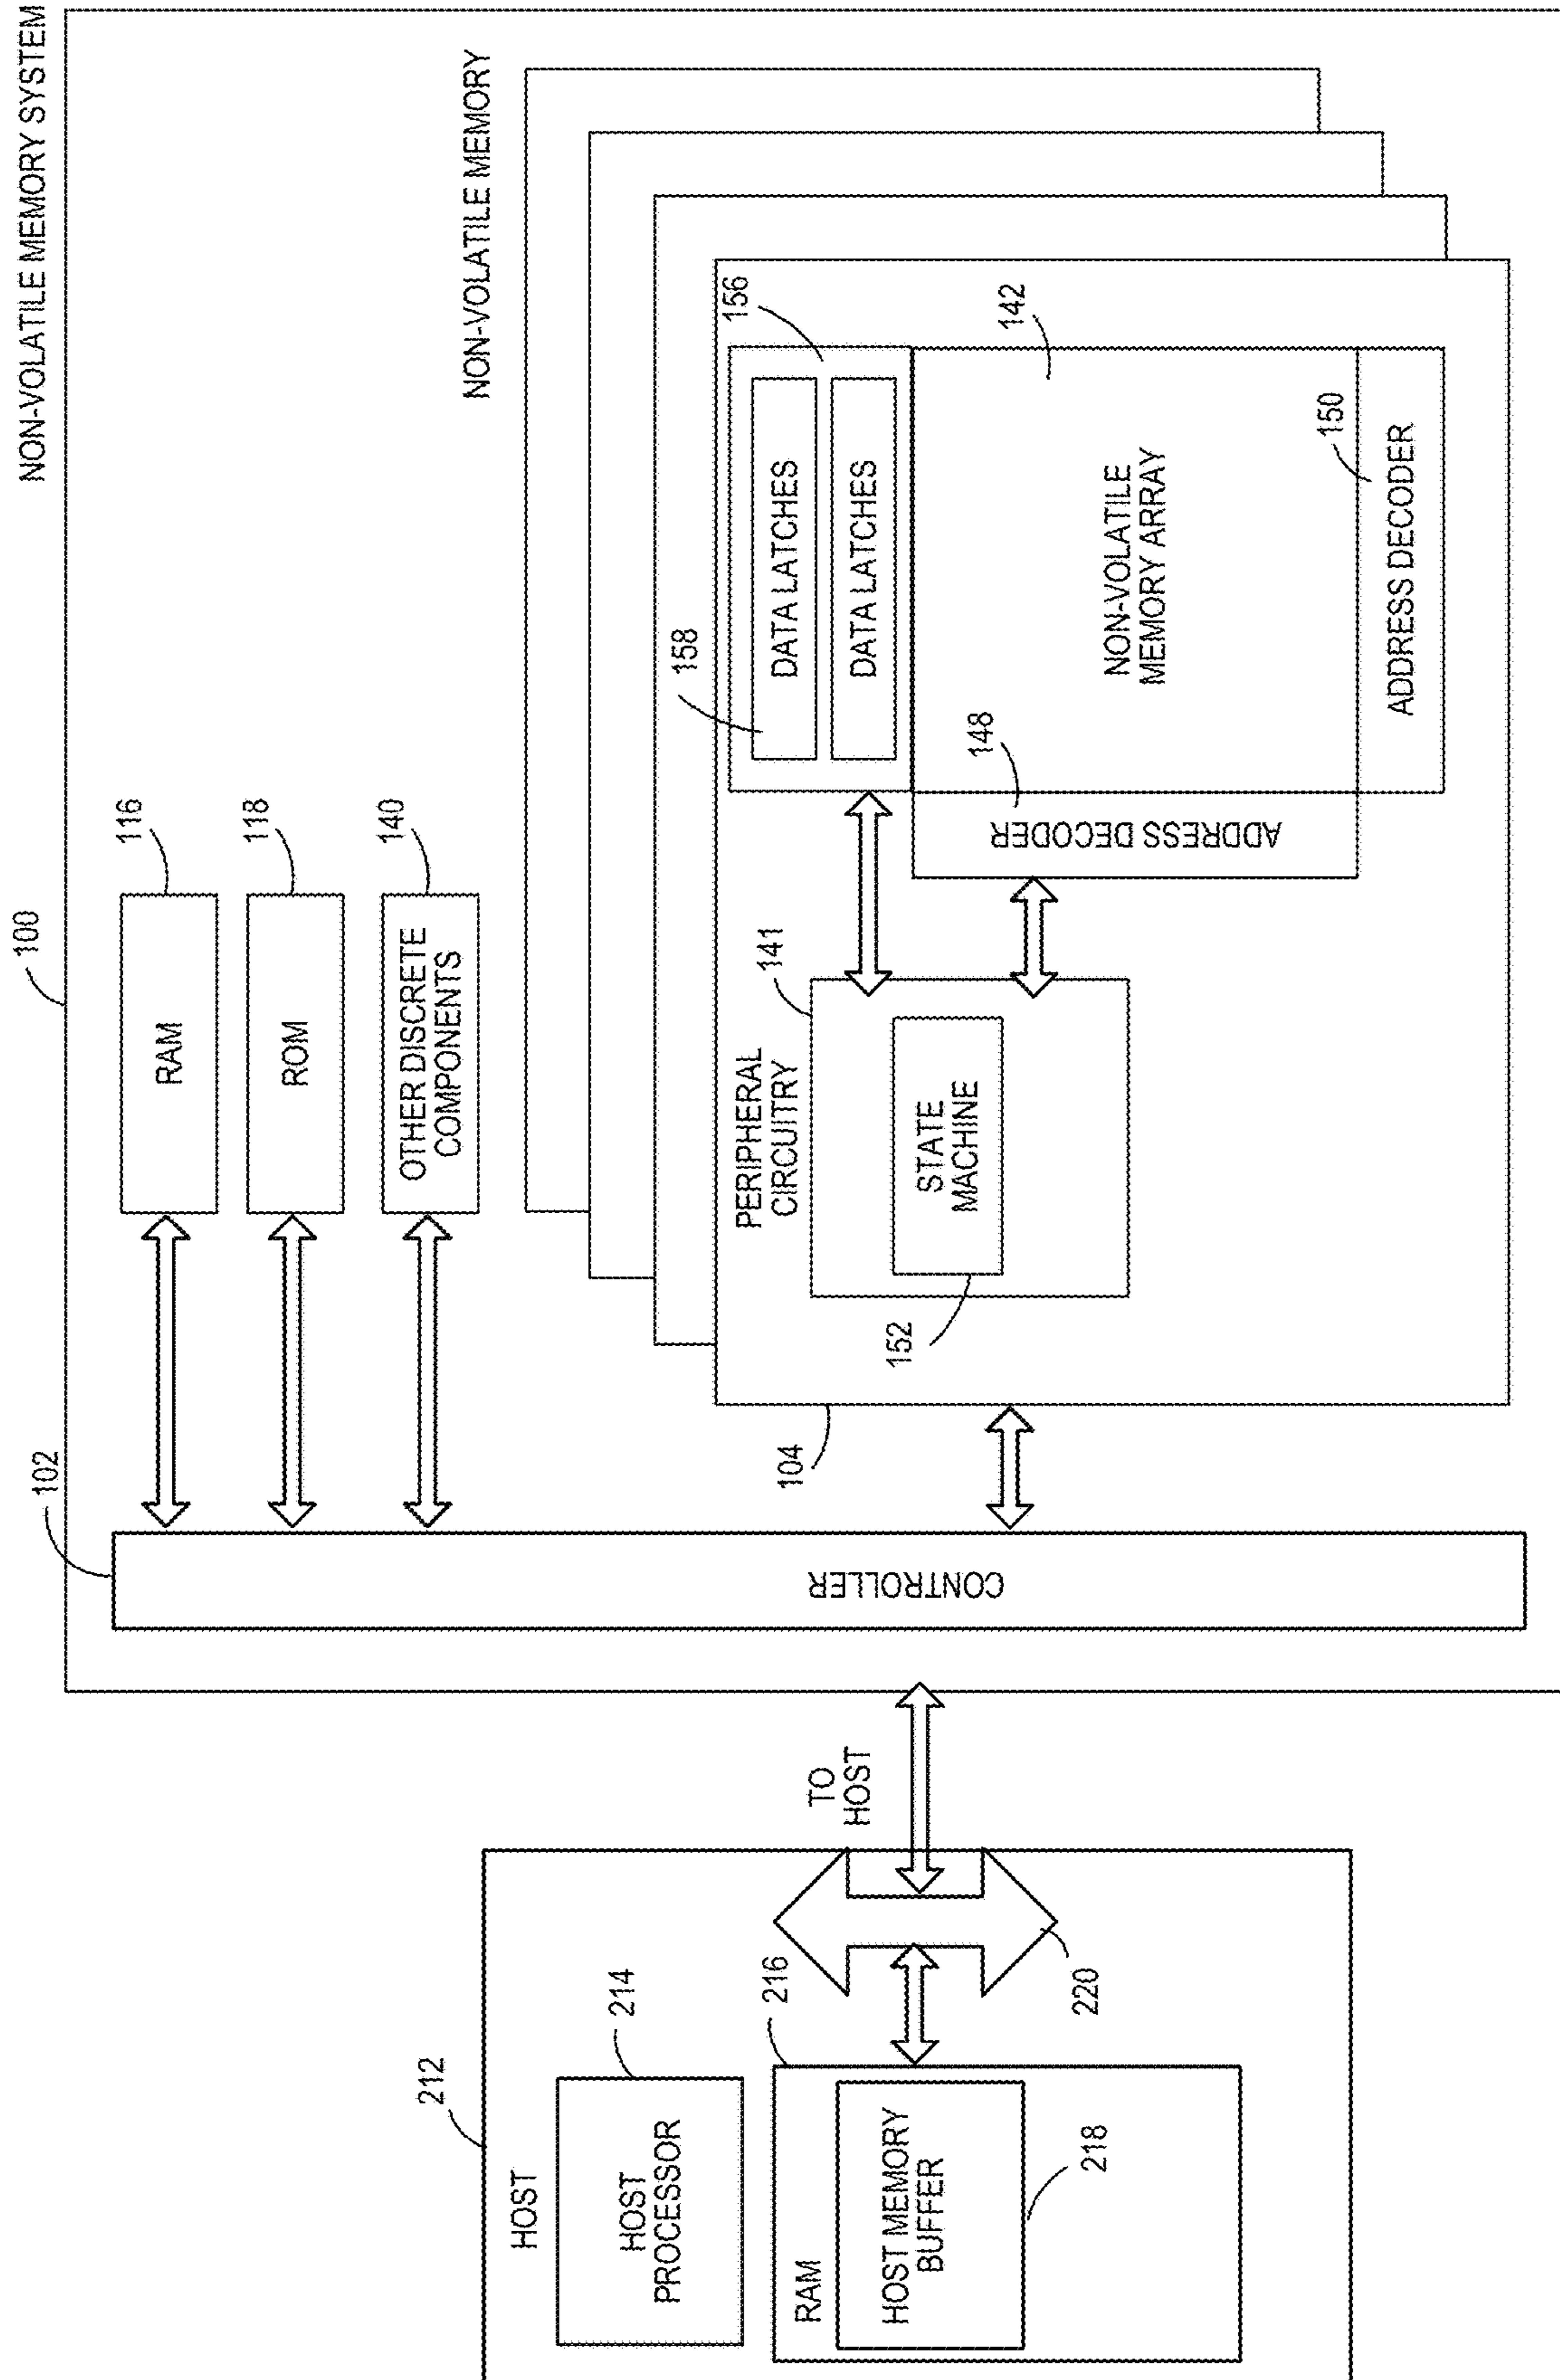 NON-VOLATILE MEMORY SYSTEM
100
102
212
HOST
214
HOST
PROCESSOR
216
RAM
HOST MEMORY
BUFFER
218
220
TO
HOST
CONTROLLER
RAM
116
ROM
118
OTHER DISCRETE
COMPONENTS
140
NON-VOLATILE MEMORY
104
PERIPHERAL
CIRCUITRY
141
STATE
MACHINE
152
158
156
DATA LATCHES
DATA LATCHES
148
ADDRESS DECODER
142
NON-VOLATILE
MEMORY ARRAY
150
ADDRESS DECODER